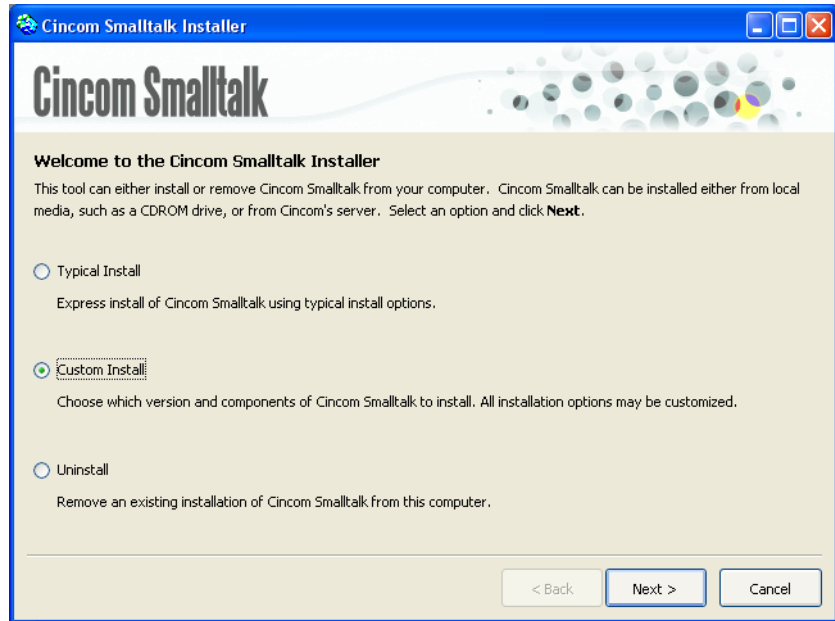 Cincom Smalltalk Installer
Cincom Smalltalk
Welcome to the Cincom Smalltalk Installer
This tool can either install or remove Cincom Smalltalk from your computer. Cincom Smalltalk can be installed either from local
media, such as a CDROM drive, or from Cincom's server. Select an option and click Next.
Typical Install
Express install of Cincom Smalltalk using typical install options.
Custom Install
Choose which version and components of Cincom Smalltalk to install. All installation options may be customized.
Uninstall
Remove an existing installation of Cincom Smalltalk from this computer.
< Back Next > Cancel